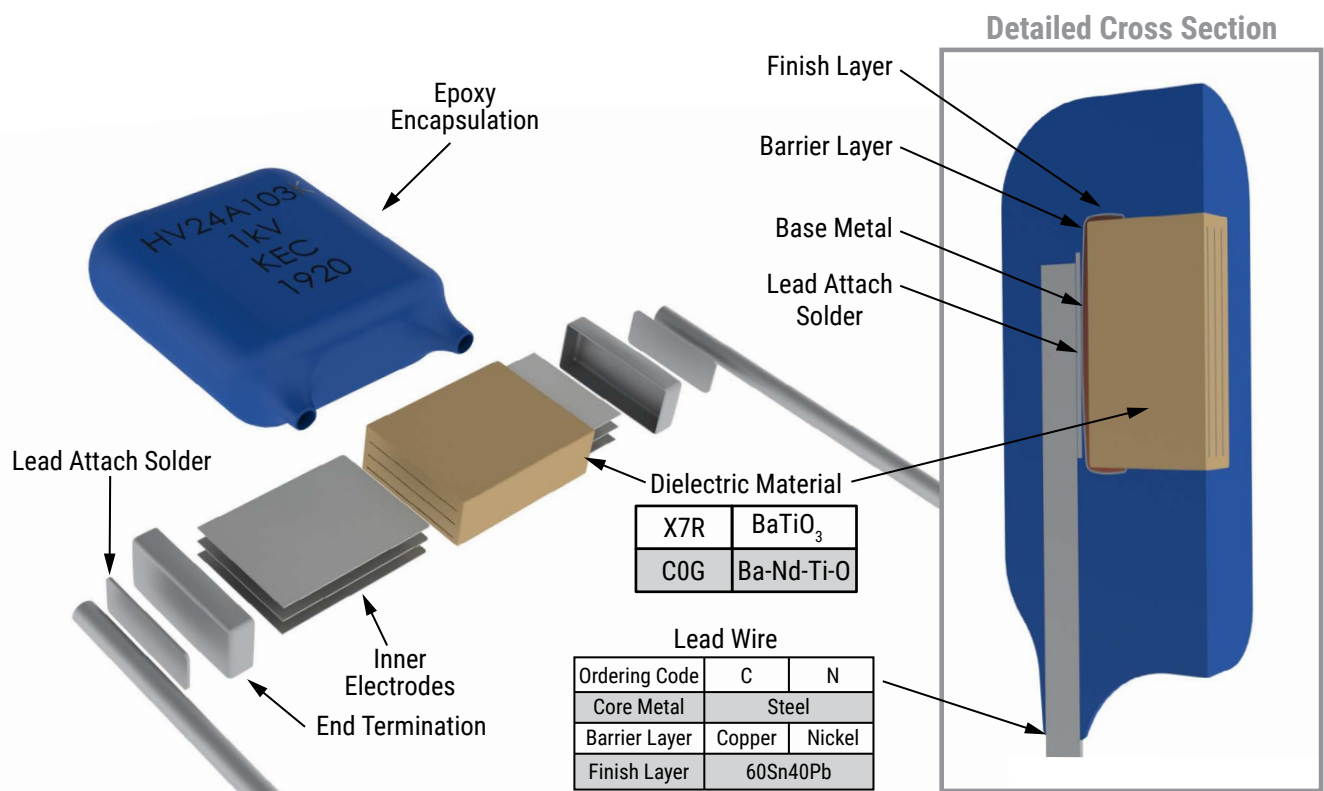 Detailed Cross Section
Finish Layer
Barrier Layer
Base Metal
Lead Attach
Solder
Epoxy
Encapsulation
HV24A103K
1KV
KEC
1920
Lead Attach Solder
Inner
Electrodes
End Termination
Dielectric Material
X7R BaTiO₃
C0G Ba-Nd-Ti-O
Lead Wire
Ordering Code C N
Core Metal Steel
Barrier Layer Copper Nickel
Finish Layer 60Sn40Pb